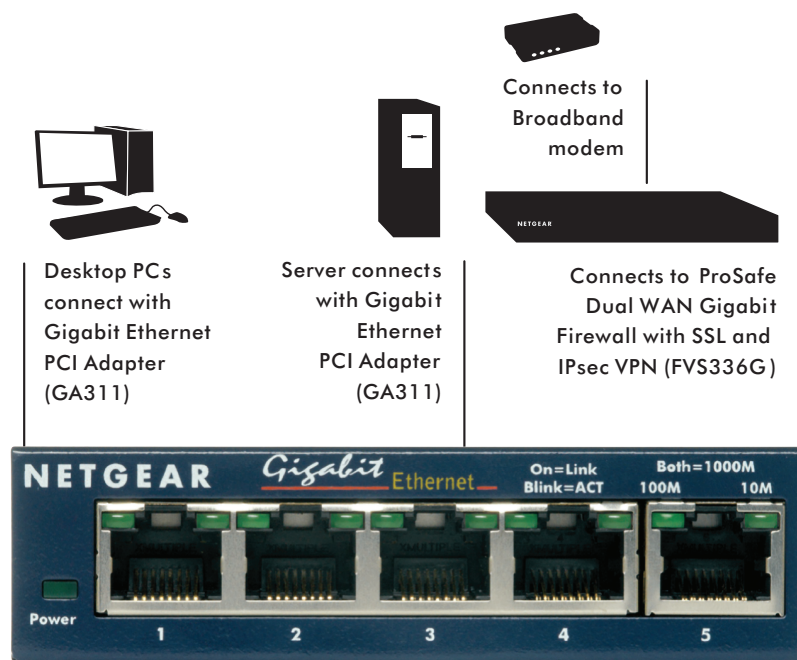 Connects to
Broadband
modem
NETGEAR
Desktop PCs
connect with
Gigabit Ethernet
PCI Adapter
(GA311)
Server connects
with Gigabit
Ethernet
PCI Adapter
(GA311)
Connects to ProSafe
Dual WAN Gigabit
Firewall with SSL and
IPsec VPN (FVS336G)
NETGEAR
Gigabit
Ethernet
On=Link
Blink=ACT
Both=1000M
100M 10M
Power
1 2 3 4 5